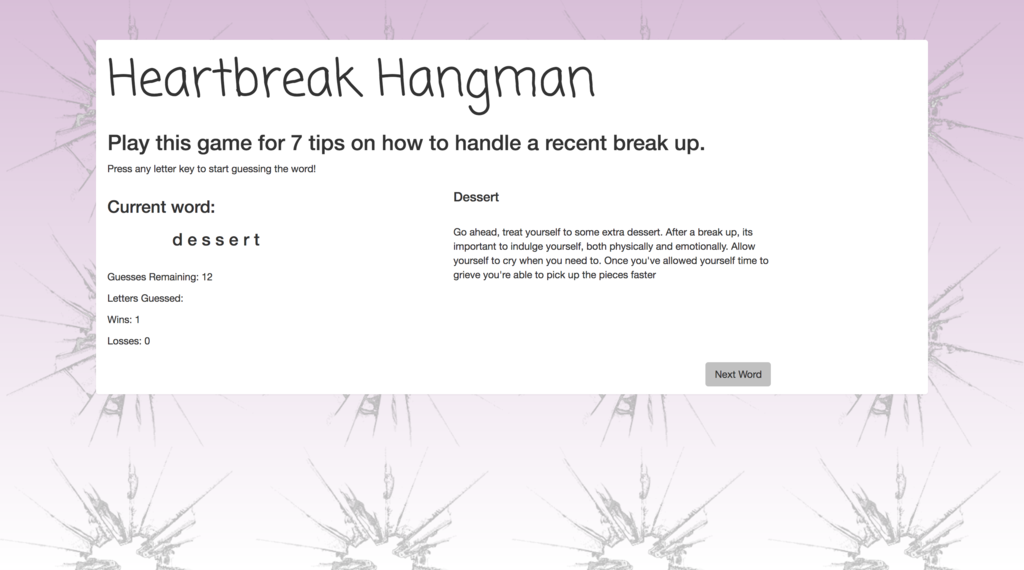 Heartbreak Hangman
Play this game for 7 tips on how to handle a recent break up.
Press any letter key to start guessing the word!
Current word:
d e s s e r t
Guesses Remaining: 12
Letters Guessed:
Wins: 1
Losses: 0
Dessert
Go ahead, treat yourself to some extra dessert. After a break up, its
important to indulge yourself, both physically and emotionally. Allow
yourself to cry when you need to. Once you've allowed yourself time to
grieve you're able to pick up the pieces faster
Next Word